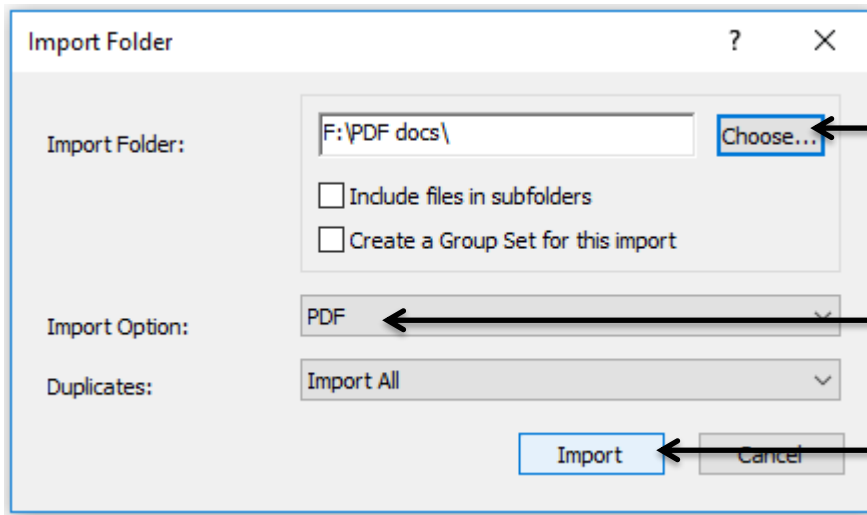 Import Folder ? ×
Import Folder: F:\PDF docs\ Choose...
Include files in subfolders
Create a Group Set for this import
Import Option: PDF
Duplicates: Import All
Import Cancel